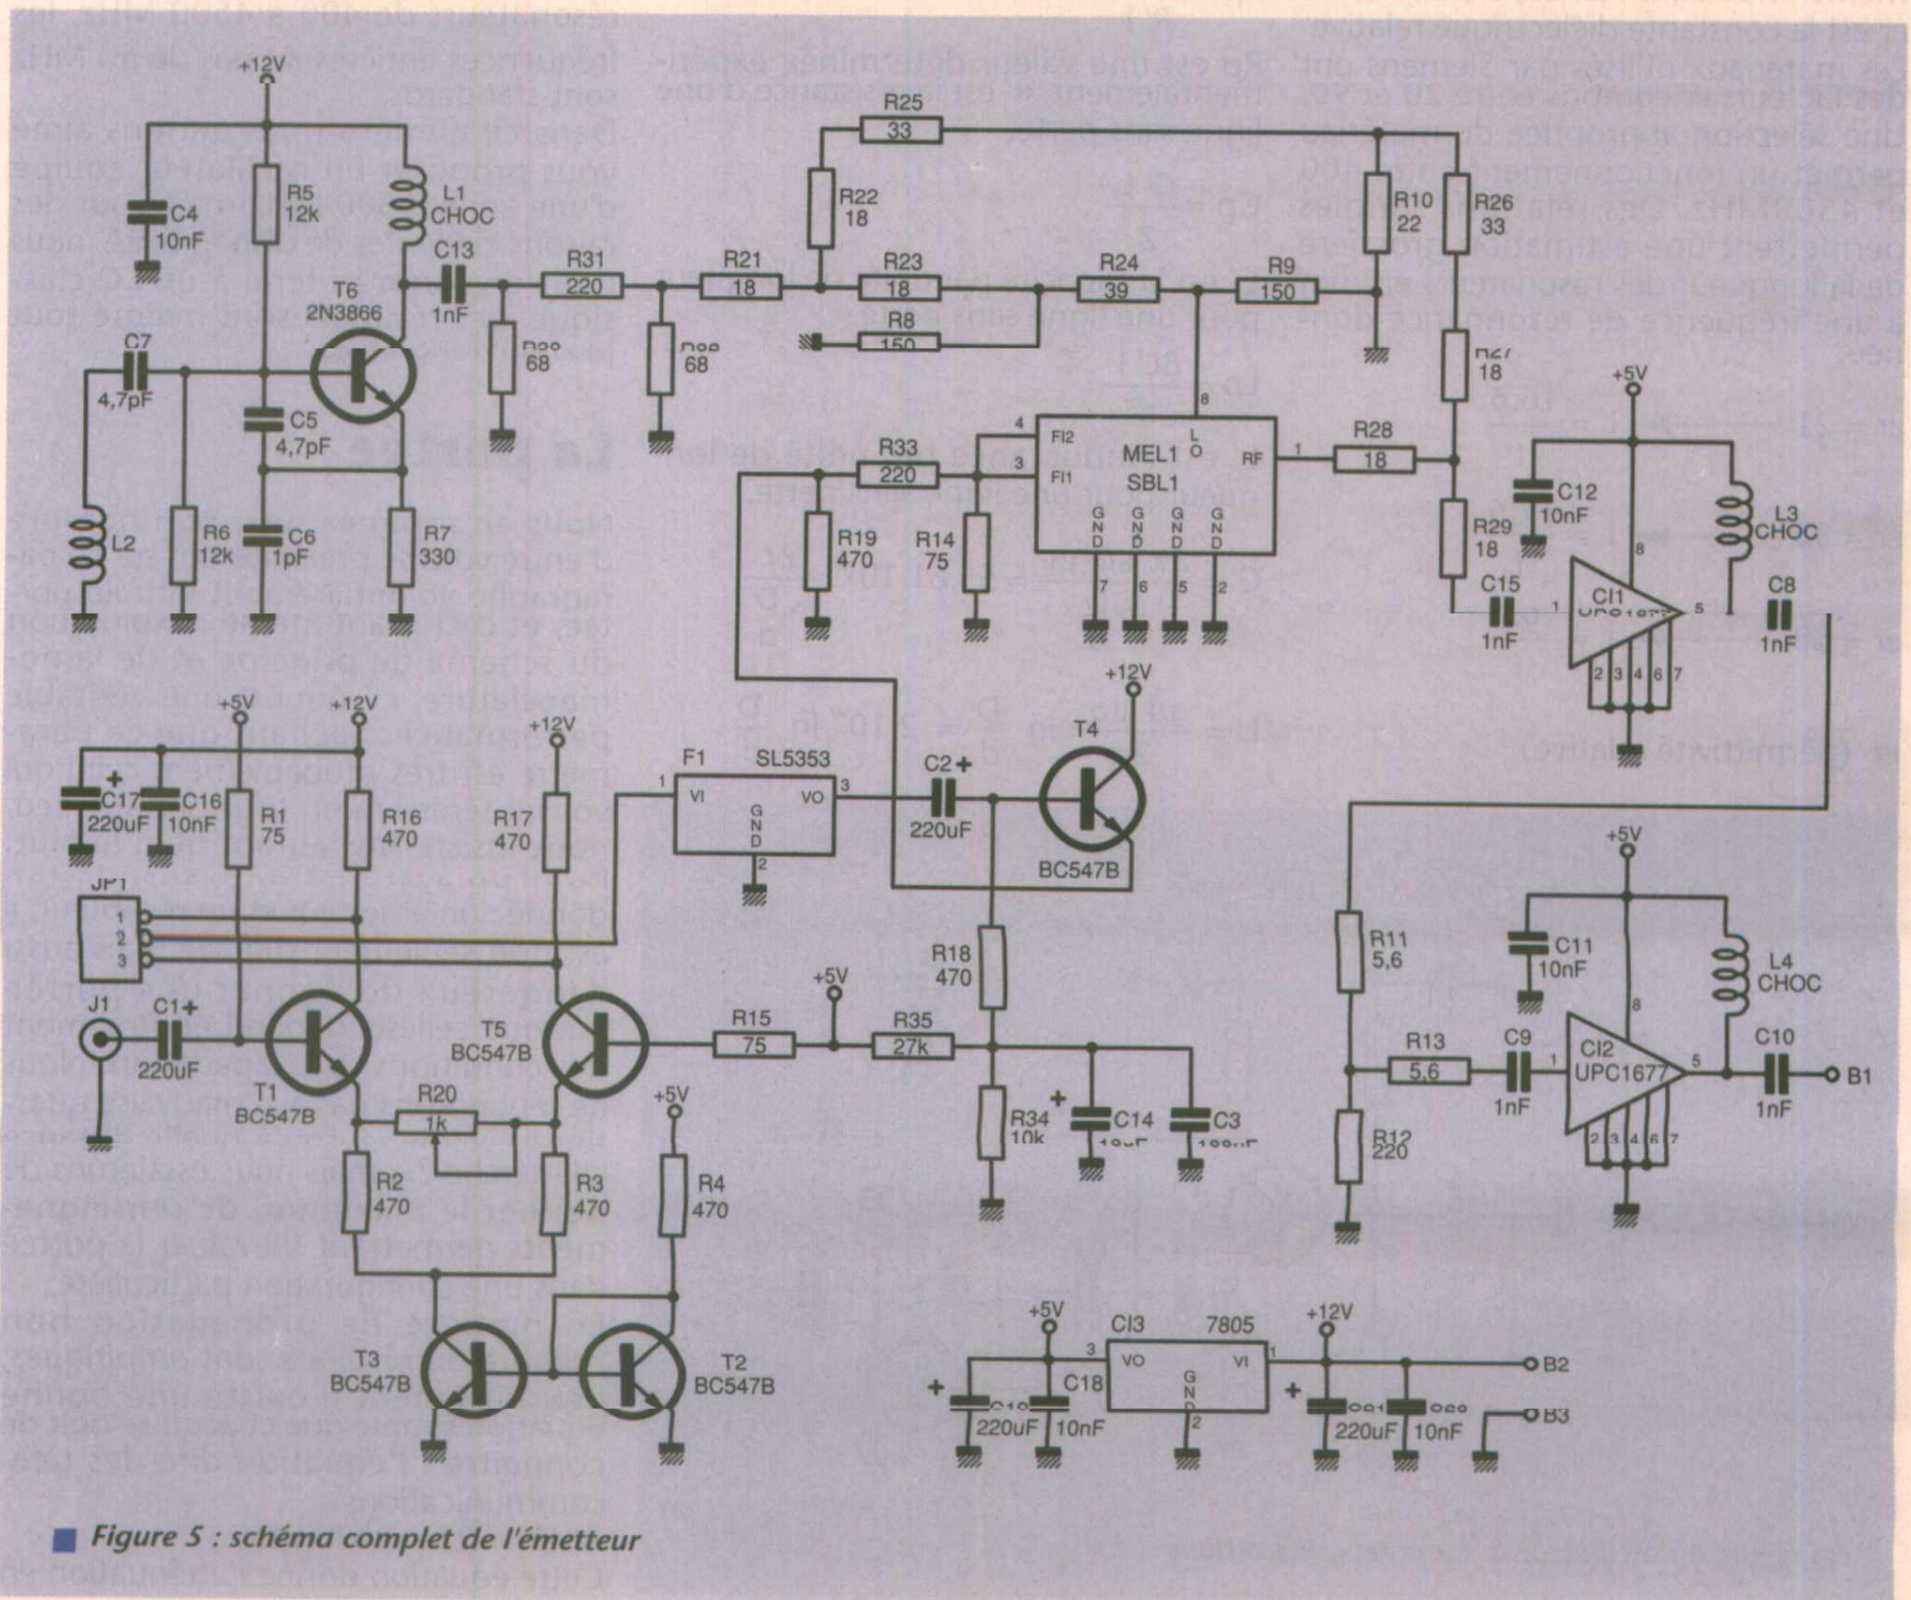 +12V
C4
10nF
R5
12k
L1
CHOC
C13
1nF
T6
2N3866
C7
4,7pF
C5
4,7pF
L2
R6
12k
C6
1pF
R7
330
R31
220
68
68
R21
18
R22
18
R25
33
R23
18
R8
150
R24
39
R9
150
R10
22
R26
33
18
R28
18
R29
18
R33
220
R19
470
R14
75
4
FI2
3
FI1
MEL1
SBL1
LO
8
RF
1
GND
GND
GND
GND
7
6
5
2
C15
1nF
+5V
C12
10nF
L3
CHOC
8
CI1
1
5
2
3
4
6
7
C8
1nF
+5V
+12V
+12V
C17
220uF
C16
10nF
R1
75
R16
470
R17
470
JP1
1
2
3
J1
C1
220uF
T1
BC547B
T5
BC547B
R20
1k
R2
470
R3
470
+5V
R4
470
T3
BC547B
T2
BC547B
F1
SL5353
1
VI
VO
3
GND
2
C2
220uF
+12V
T4
BC547B
R18
470
R15
75
+5V
R35
27k
R34
10k
C14
C3
R11
5,6
R13
5,6
R12
220
C9
1nF
+5V
C11
10nF
L4
CHOC
8
CI2
UPC1677
1
5
2
3
4
6
7
C10
1nF
B1
+5V
CI3
7805
3
VO
VI
1
2
+12V
220uF
C18
10nF
220uF
10nF
B2
B3
Figure 5 : schéma complet de l'émetteur